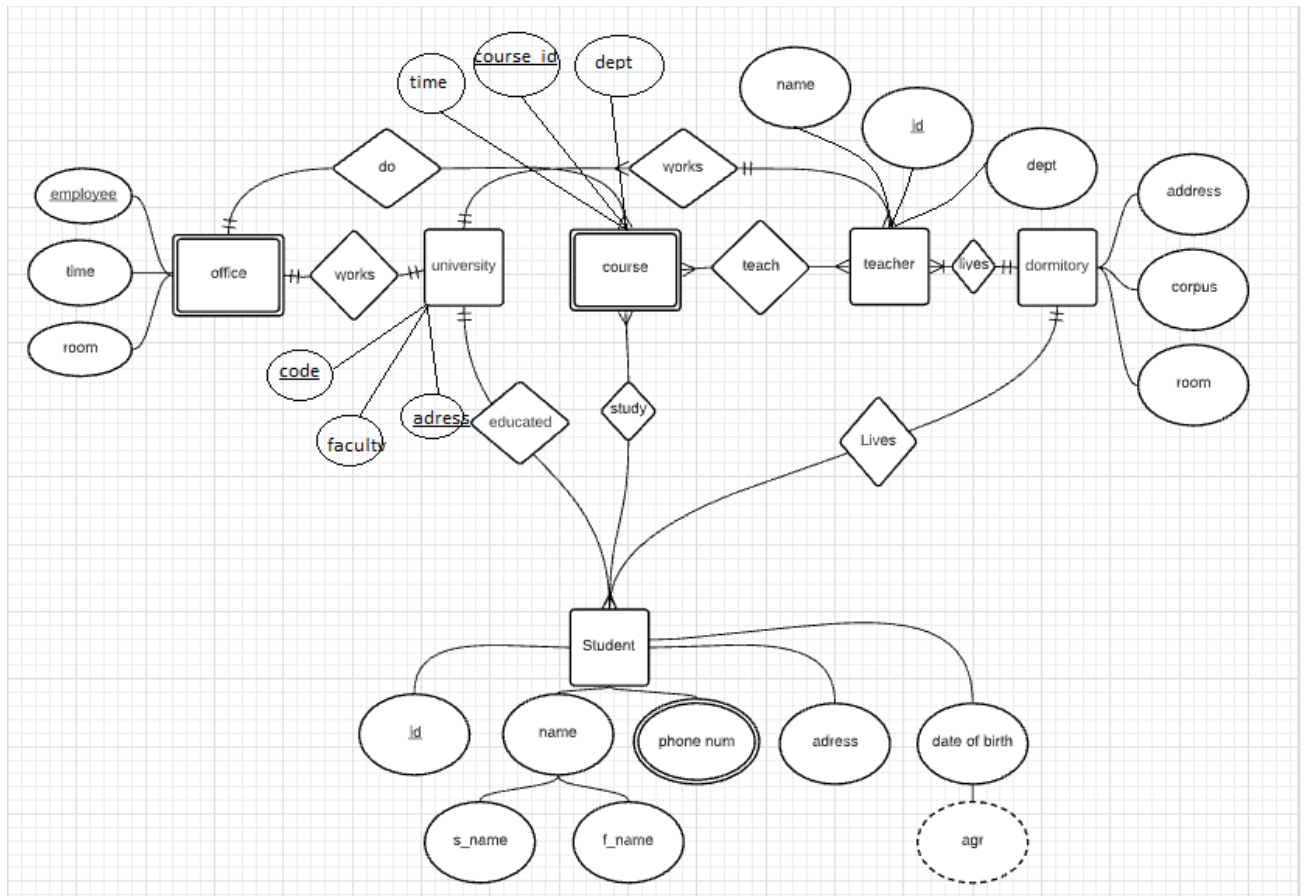 course_id
dept
time
name
id
dept
do
works
address
employee
time
office
works
university
course
teach
teacher
lives
dormitory
corpus
room
code
adress
faculty
educated
study
Lives
room
Student
id
name
phone num
adress
date of birth
s_name
f_name
agr